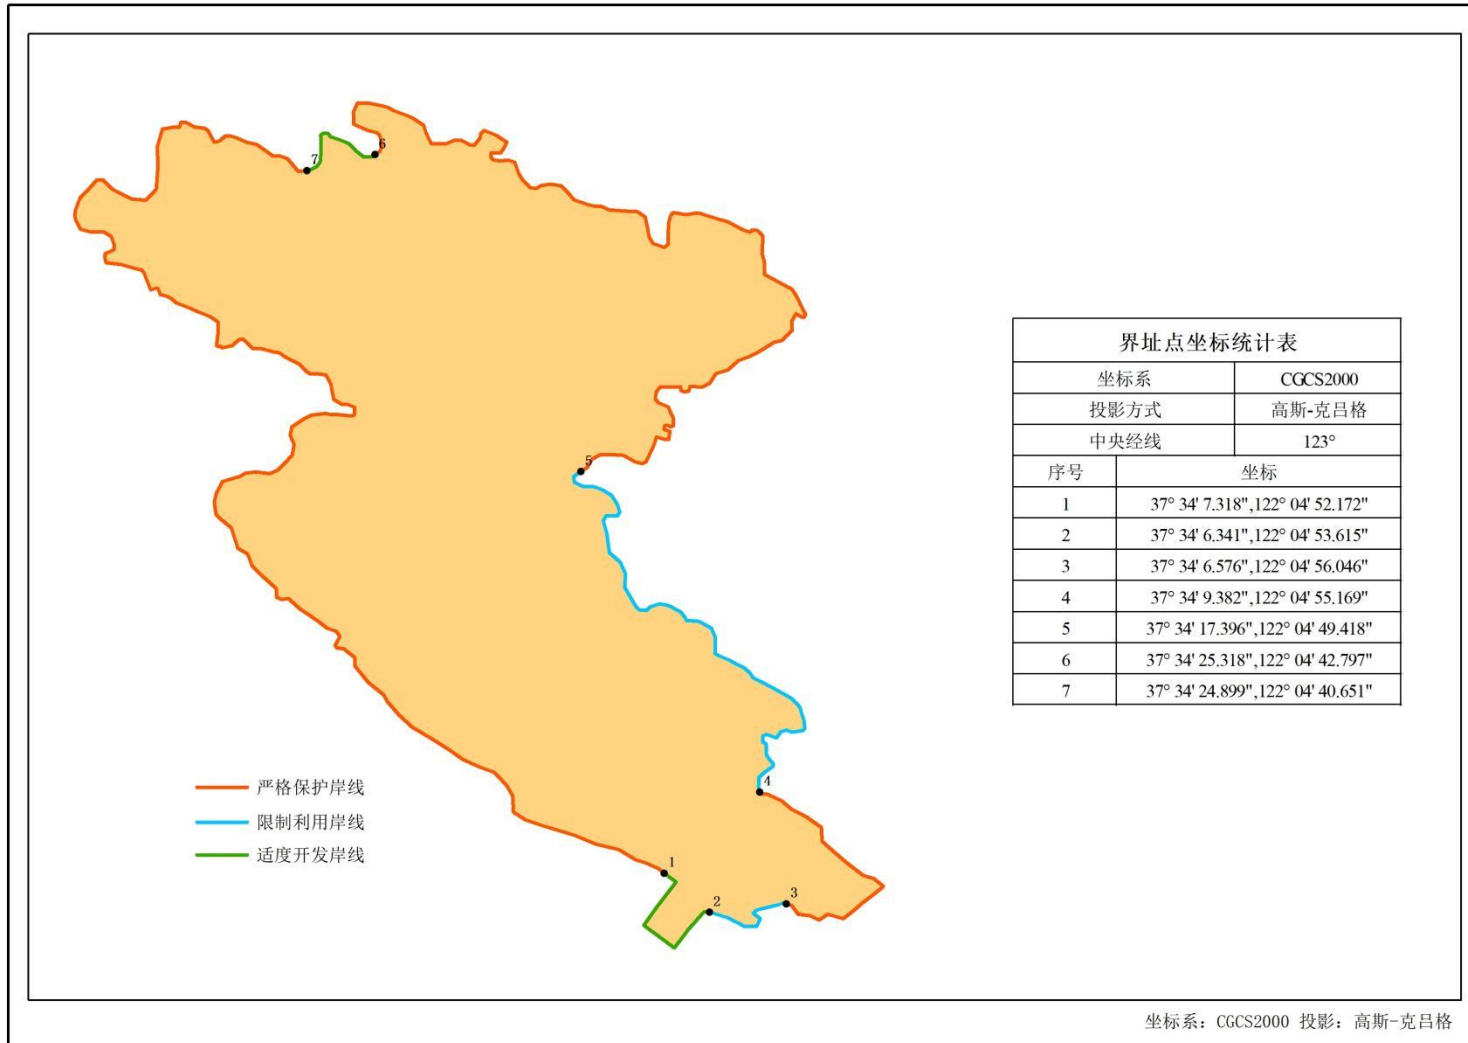 7
6
5
4
3
2
1
严格保护岸线
限制利用岸线
适度开发岸线
界址点坐标统计表
坐标系 CGCS2000
投影方式 高斯-克吕格
中央经线 123°
序号 坐标
1 37° 34' 7.318",122° 04' 52.172"
2 37° 34' 6.341",122° 04' 53.615"
3 37° 34' 6.576",122° 04' 56.046"
4 37° 34' 9.382",122° 04' 55.169"
5 37° 34' 17.396",122° 04' 49.418"
6 37° 34' 25.318",122° 04' 42.797"
7 37° 34' 24.899",122° 04' 40.651"
坐标系: CGCS2000 投影: 高斯-克吕格